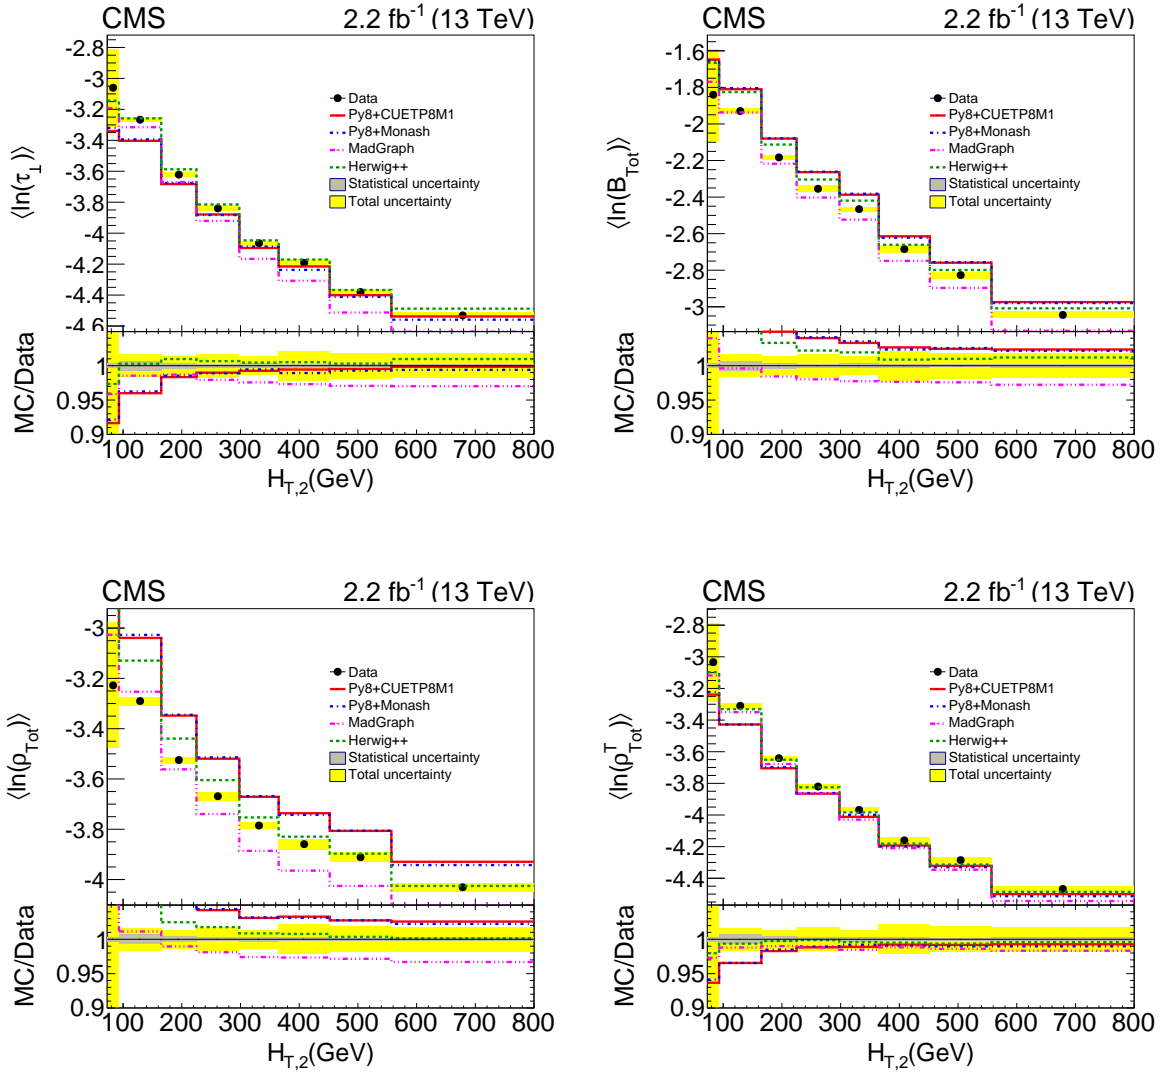 CMS 2.2 fb⁻¹ (13 TeV)
⟨ln(τ⊥)⟩
-2.8
-3
-3.2
-3.4
-3.6
-3.8
-4
-4.2
-4.4
-4.6
Data
Py8+CUETP8M1
Py8+Monash
MadGraph
Herwig++
Statistical uncertainty
Total uncertainty
MC/Data
1
0.95
0.9
100 200 300 400 500 600 700 800
H_T,2(GeV)
CMS 2.2 fb⁻¹ (13 TeV)
⟨ln(B_Tot)⟩
-1.6
-1.8
-2
-2.2
-2.4
-2.6
-2.8
-3
Data
Py8+CUETP8M1
Py8+Monash
MadGraph
Herwig++
Statistical uncertainty
Total uncertainty
MC/Data
1
0.95
0.9
100 200 300 400 500 600 700 800
H_T,2(GeV)
CMS 2.2 fb⁻¹ (13 TeV)
⟨ln(ρ_Tot)⟩
-3
-3.2
-3.4
-3.6
-3.8
-4
Data
Py8+CUETP8M1
Py8+Monash
MadGraph
Herwig++
Statistical uncertainty
Total uncertainty
MC/Data
1
0.95
0.9
100 200 300 400 500 600 700 800
H_T,2(GeV)
CMS 2.2 fb⁻¹ (13 TeV)
⟨ln(ρ^T_Tot)⟩
-2.8
-3
-3.2
-3.4
-3.6
-3.8
-4
-4.2
-4.4
Data
Py8+CUETP8M1
Py8+Monash
MadGraph
Herwig++
Statistical uncertainty
Total uncertainty
MC/Data
1
0.95
0.9
100 200 300 400 500 600 700 800
H_T,2(GeV)